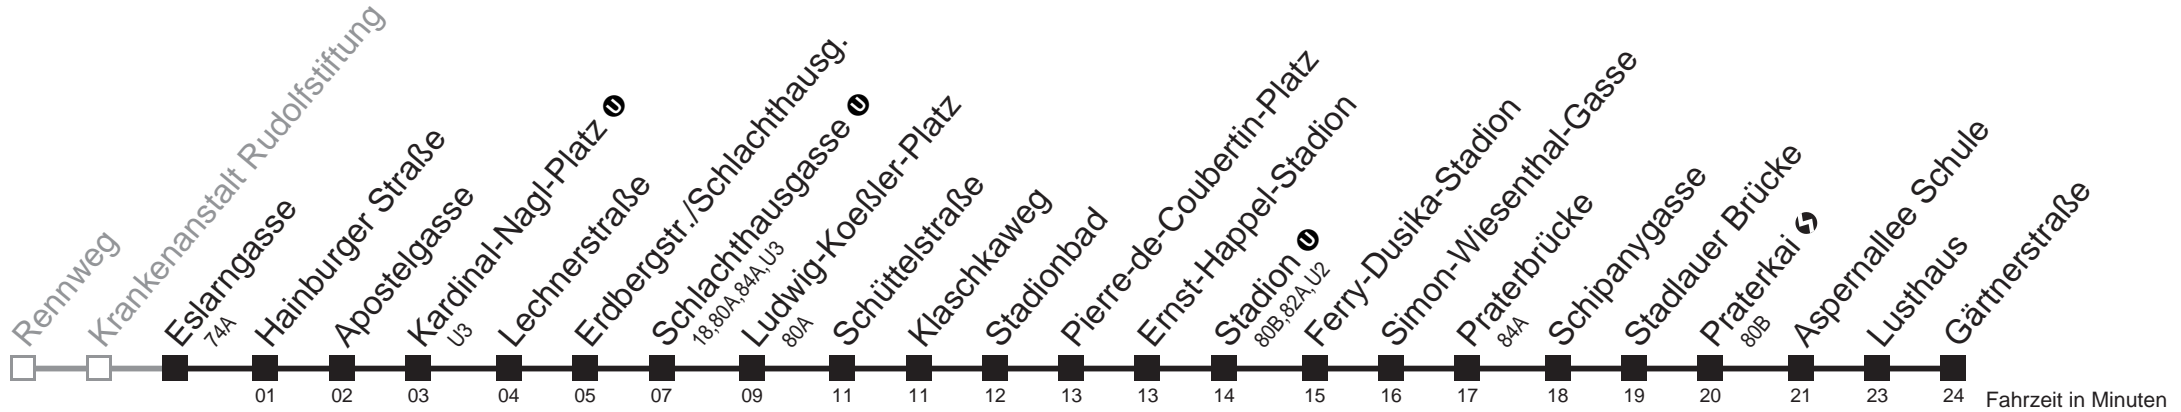 Rennweg
Krankenanstalt Rudolfstiftung
Eslarngasse
74A
Hainburger Straße
Apostelgasse
Kardinal-Nagl-Platz U
U3
Lechnerstraße
Erdbergstr./Schlachthausg.
Schlachthausgasse U
18,80A,84A,U3
Ludwig-Koeßler-Platz
80A
Schüttelstraße
Klaschkaweg
Stadionbad
Pierre-de-Coubertin-Platz
Ernst-Happel-Stadion
Stadion U
80B,82A,U2
Ferry-Dusika-Stadion
Simon-Wiesenthal-Gasse
Praterbrücke
84A
Schipanygasse
Stadlauer Brücke
Praterkai
80B
Aspernallee Schule
Lusthaus
Gärtnerstraße
01 02 03 04 05 07 09 11 11 12 13 13 14 15 16 17 18 19 20 21 23 24 Fahrzeit in Minuten